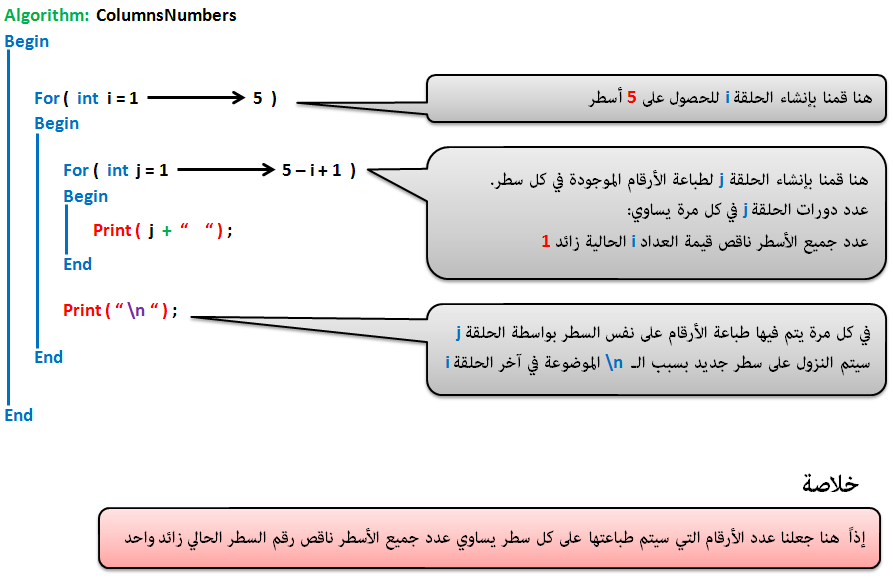 Algorithm: ColumnsNumbers
Begin
For ( int i = 1 5 )
هنا قمنا بإنشاء الحلقة i للحصول على 5 أسطر
Begin
For ( int j = 1 5 – i + 1 )
هنا قمنا بإنشاء الحلقة j لطباعة الأرقام الموجودة في كل سطر.
عدد دورات الحلقة j في كل مرة يساوي:
عدد جميع الأسطر ناقص قيمة العداد i الحالية زائد 1
Begin
Print ( j + “ “ ) ;
End
Print ( “ \n “ ) ;
في كل مرة يتم فيها طباعة الأرقام على نفس السطر بواسطة الحلقة j
سيتم النزول على سطر جديد بسبب الـ \n الموضوعة في آخر الحلقة i
End
End
خلاصة
إذاً هنا جعلنا عدد الأرقام التي سيتم طباعتها على كل سطر يساوي عدد جميع الأسطر ناقص رقم السطر الحالي زائد واحد